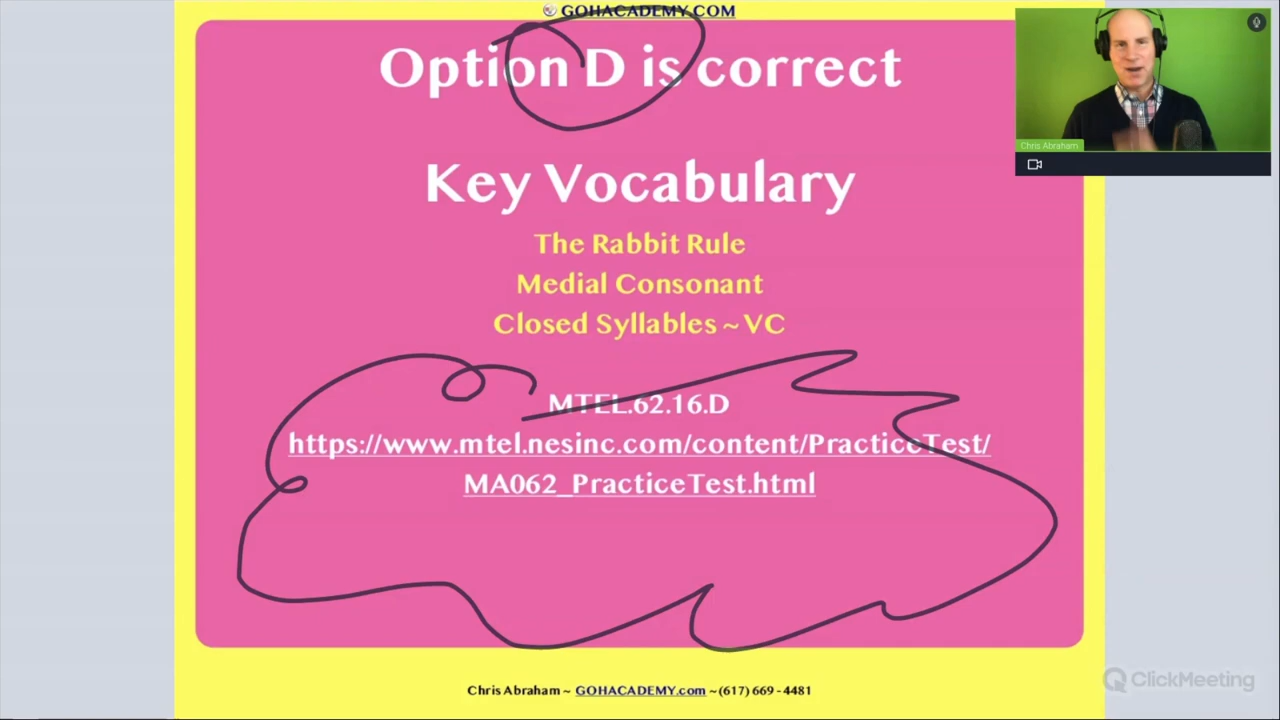 GOHACADEMY.COM
Option D is correct
Key Vocabulary
The Rabbit Rule
Medial Consonant
Closed Syllables ~ VC
MTEL.62.16.D
https://www.mtel.nesinc.com/content/PracticeTest/
MA062_PracticeTest.html
Chris Abraham ~ GOHACADEMY.com ~(617) 669 - 4481
Chris Abraham
ClickMeeting